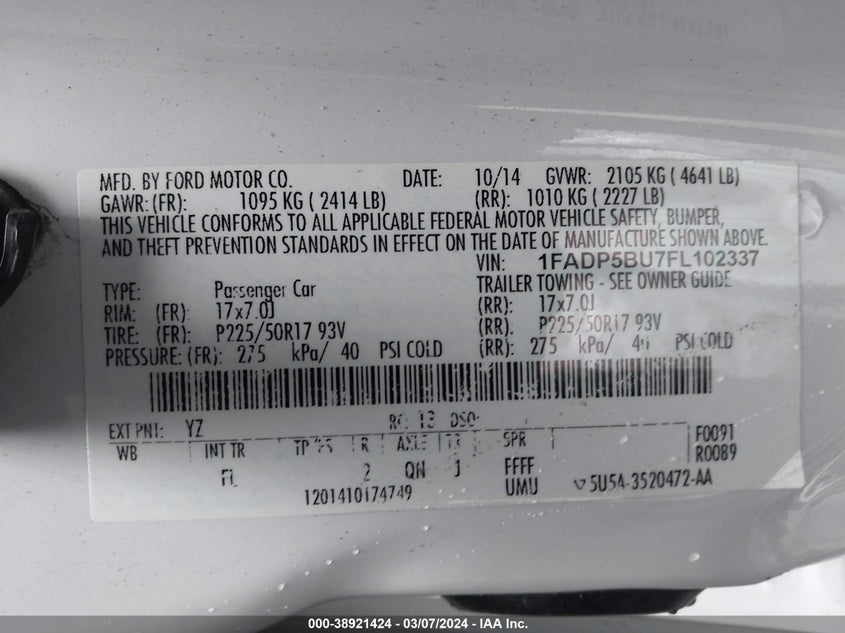 MFD. BY FORD MOTOR CO. DATE: 10/14 GVWR: 2105 KG ( 4641 LB)
GAWR: (FR): 1095 KG ( 2414 LB) (RR): 1010 KG ( 2227 LB)
THIS VEHICLE CONFORMS TO ALL APPLICABLE FEDERAL MOTOR VEHICLE SAFETY, BUMPER,
AND THEFT PREVENTION STANDARDS IN EFFECT ON THE DATE OF MANUFACTURE SHOWN ABOVE.
VIN: 1FADP5BU7FL102337
TYPE: Passenger Car TRAILER TOWING - SEE OWNER GUIDE
RIM: (FR): 17x7.0J (RR): 17x7.0J
TIRE: (FR): P225/50R17 93V (RR): P225/50R17 93V
PRESSURE: (FR): 275 kPa/ 40 PSI COLD (RR): 275 kPa/ PSI COLD
EXT PNT: YZ RC: 13 DSO:
WB INT TR R AXLE SPR F0091
FL 2 QN FFFF R0089
1201410174749 UMU 5U54-3520472-AA
000-38921424 - 03/07/2024 - IAA Inc.